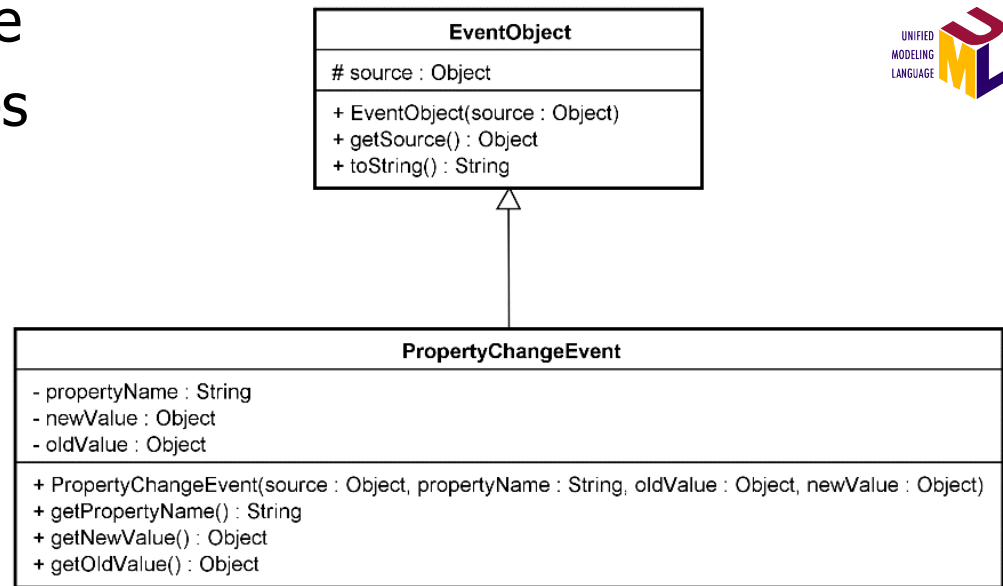 e
s
UNIFIED
MODELING
LANGUAGE
UML
EventObject
# source : Object
+ EventObject(source : Object)
+ getSource() : Object
+ toString() : String
PropertyChangeEvent
- propertyName : String
- newValue : Object
- oldValue : Object
+ PropertyChangeEvent(source : Object, propertyName : String, oldValue : Object, newValue : Object)
+ getPropertyName() : String
+ getNewValue() : Object
+ getOldValue() : Object